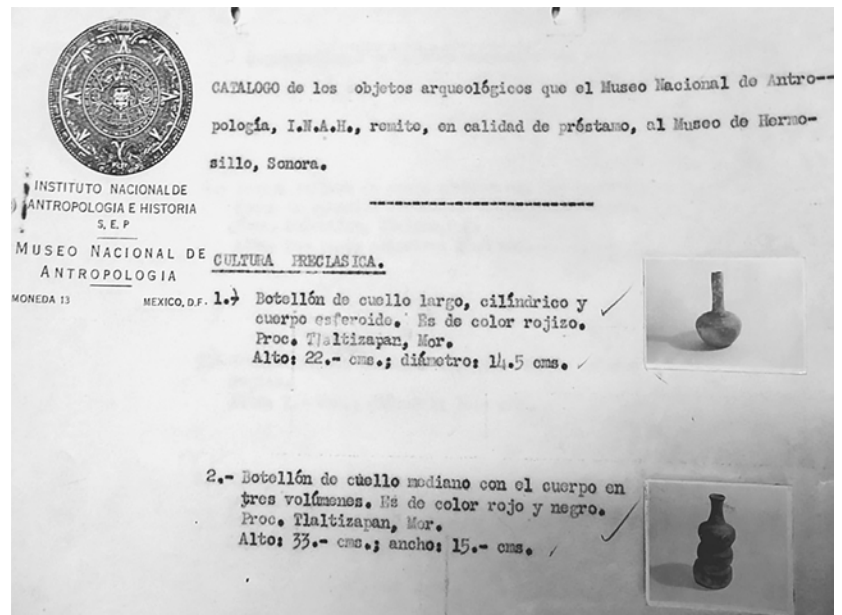 CATALOGO de los objetos arqueológicos que el Museo Nacional de Antro--
pología, I.N.A.H., remite, en calidad de préstamo, al Museo de Hermo-
sillo, Sonora.
INSTITUTO NACIONAL DE
ANTROPOLOGIA E HISTORIA
S. E. P
MUSEO NACIONAL DE
ANTROPOLOGIA
MONEDA 13 MEXICO, D.F.
CULTURA PRECLASICA.
1.- Botellón de cuello largo, cilíndrico y
cuerpo esferoide. Es de color rojizo.
Proc. Tlaltizapan, Mor.
Alto: 22.- cms.; diámetro: 14.5 cms.
2.- Botellón de cuello mediano con el cuerpo en
tres volúmenes. Es de color rojo y negro.
Proc. Tlaltizapan, Mor.
Alto: 33.- cms.; ancho: 15.- cms.